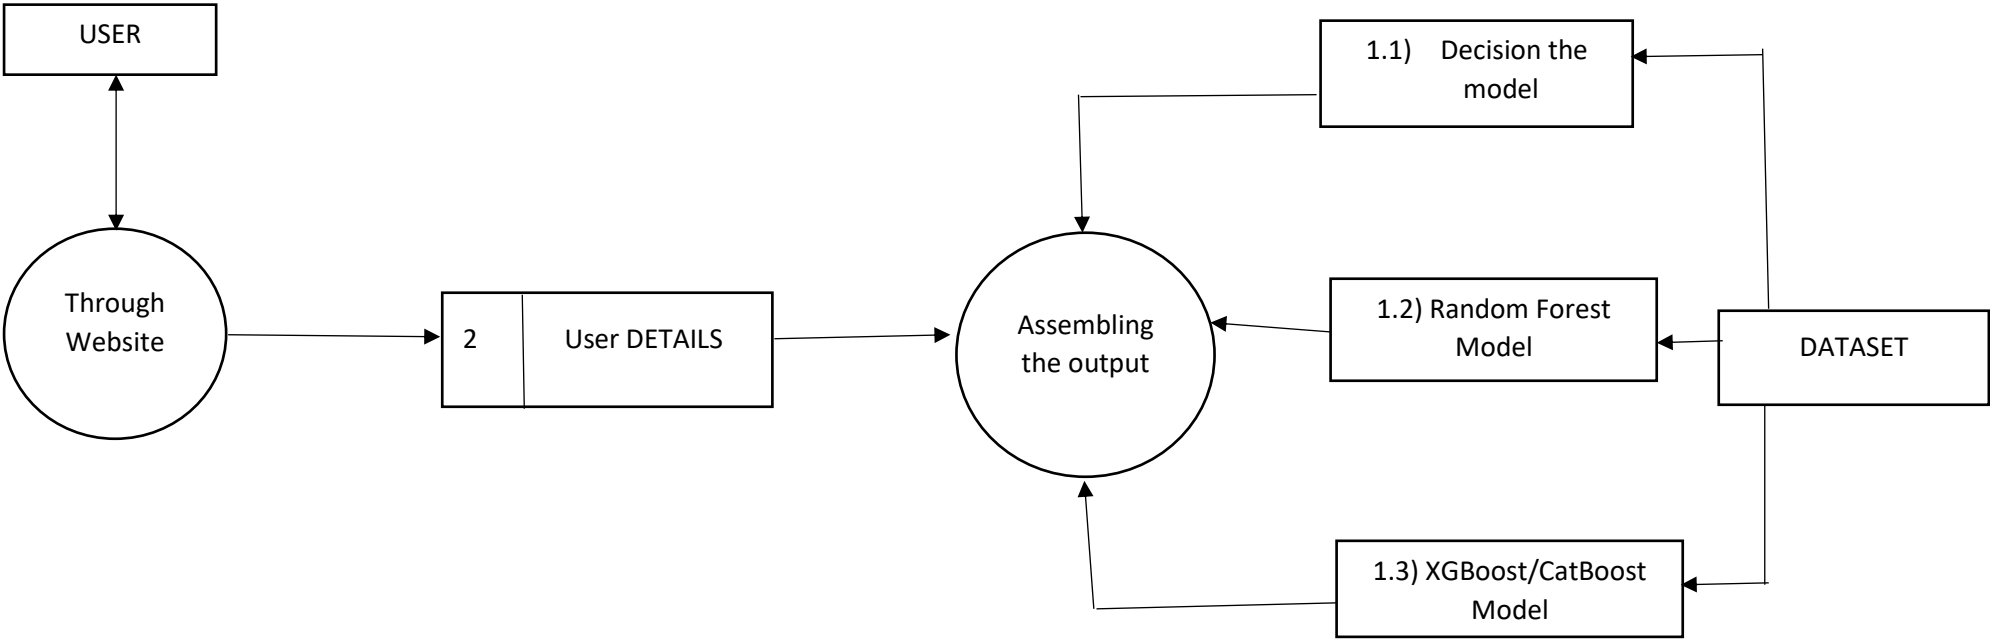 USER
1.1) Decision the
model
Through
Website
2
User DETAILS
Assembling
the output
1.2) Random Forest
Model
DATASET
1.3) XGBoost/CatBoost
Model